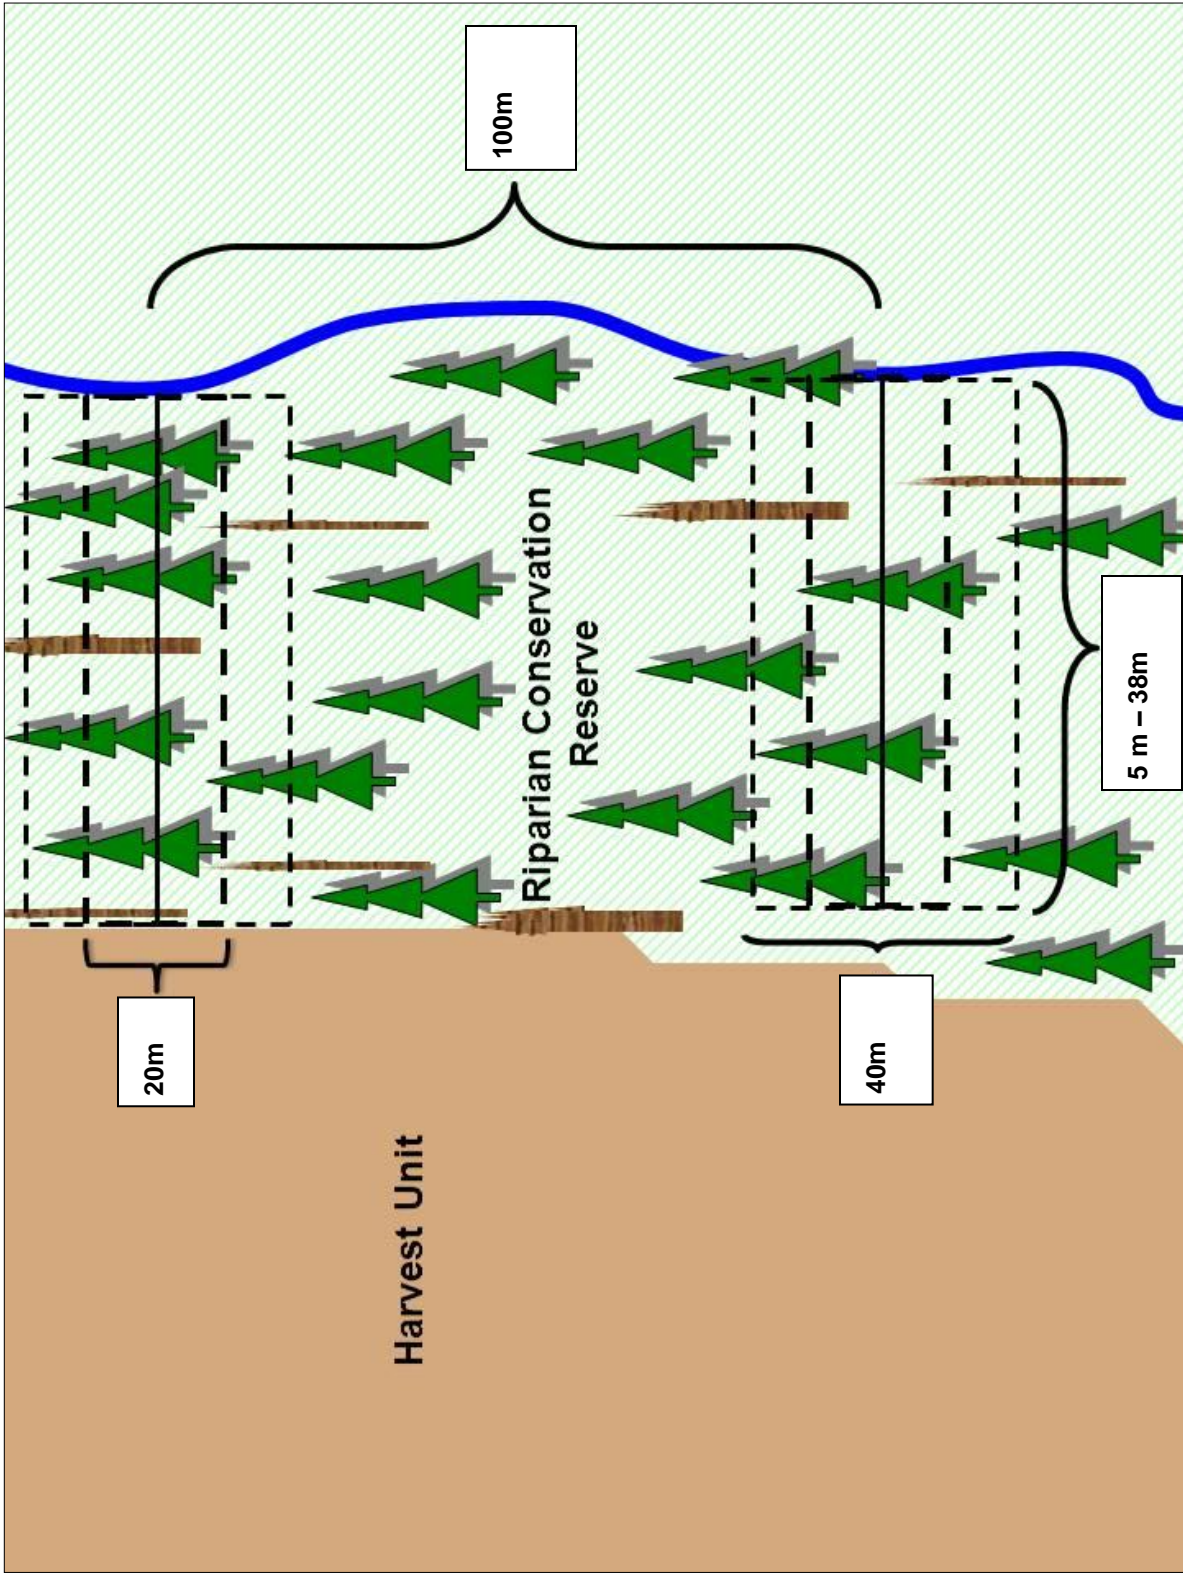 100m
Riparian Conservation
Reserve
5 m – 38m
20m
40m
Harvest Unit